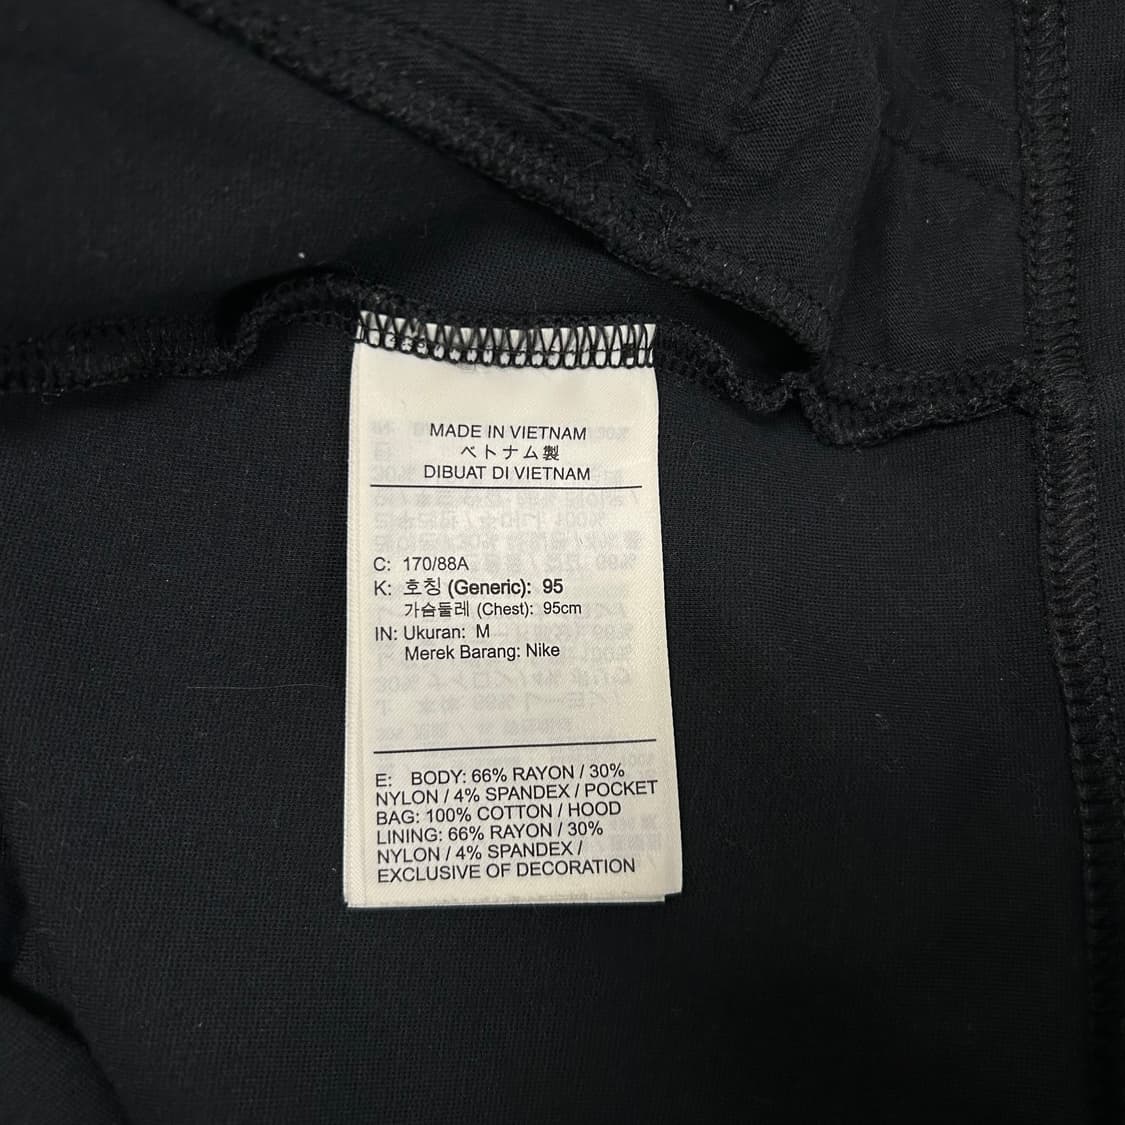 MADE IN VIETNAM
ベトナム製
DIBUAT DI VIETNAM
C: 170/88A
K: 호칭 (Generic): 95
가슴둘레 (Chest): 95cm
IN: Ukuran: M
Merek Barang: Nike
E: BODY: 66% RAYON / 30%
NYLON / 4% SPANDEX / POCKET
BAG: 100% COTTON / HOOD
LINING: 66% RAYON / 30%
NYLON / 4% SPANDEX /
EXCLUSIVE OF DECORATION